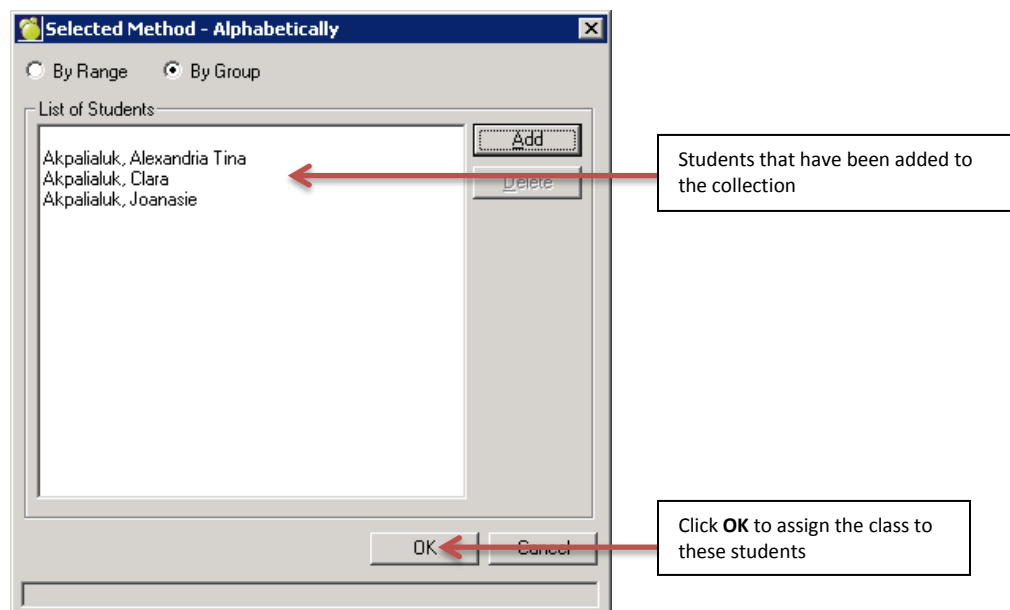 Selected Method - Alphabetically
By Range By Group
List of Students
Akpalialuk, Alexandria Tina
Akpalialuk, Clara
Akpalialuk, Joanasie
Add
Delete
Students that have been added to
the collection
OK Cancel
Click OK to assign the class to
these students